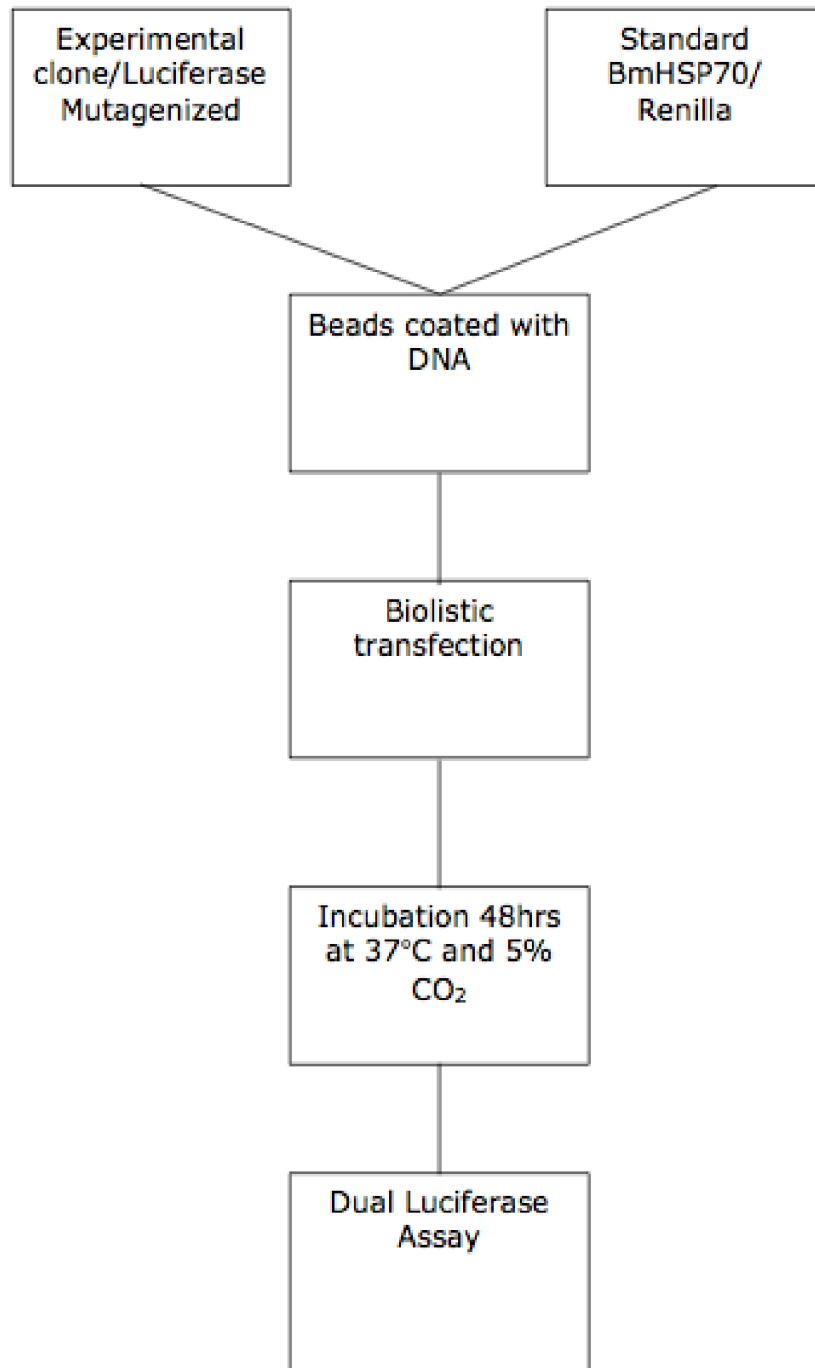 Experimental
clone/Luciferase
Mutagenized
Standard
BmHSP70/
Renilla
Beads coated with
DNA
Biolistic
transfection
Incubation 48hrs
at 37°C and 5%
CO₂
Dual Luciferase
Assay